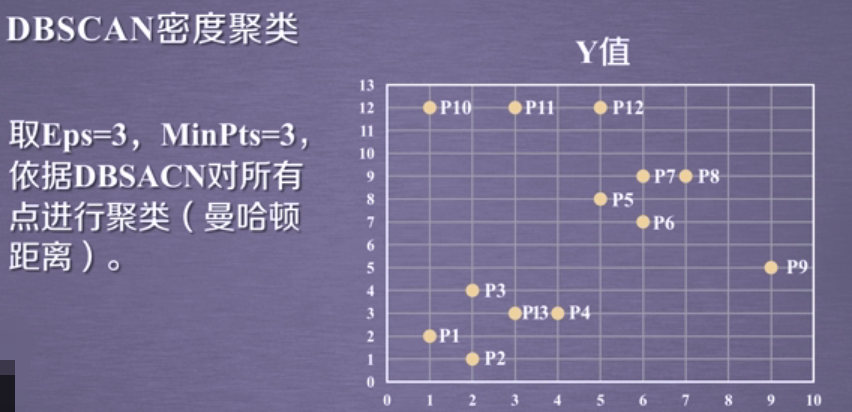 DBSCAN密度聚类
取Eps=3，MinPts=3，
依据DBSACN对所有
点进行聚类（曼哈顿
距离）。
Y值
13
12
11
10
9
8
7
6
5
4
3
2
1
0
P10 P11 P12
P7 P8
P5
P6
P9
P3
P13 P4
P1
P2
0 1 2 3 4 5 6 7 8 9 10